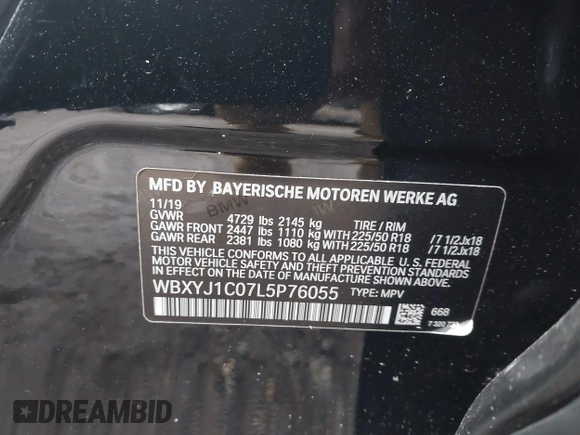 MFD BY BAYERISCHE MOTOREN WERKE AG
11/19
GVWR 4729 lbs 2145 kg TIRE / RIM
GAWR FRONT 2447 lbs 1110 kg WITH 225/50 R18 /7 1/2Jx18
GAWR REAR 2381 lbs 1080 kg WITH 225/50 R18 /7 1/2Jx18
THIS VEHICLE CONFORMS TO ALL APPLICABLE U.S. FEDERAL
MOTOR VEHICLE SAFETY, BUMPER, AND THEFT PREVENTION
STANDARDS IN EFFECT ON THE DATE OF MANUFACTURE SHOWN ABOVE.
WBXYJ1C07L5P76055 TYPE: MPV
668
7 320
DREAMBID